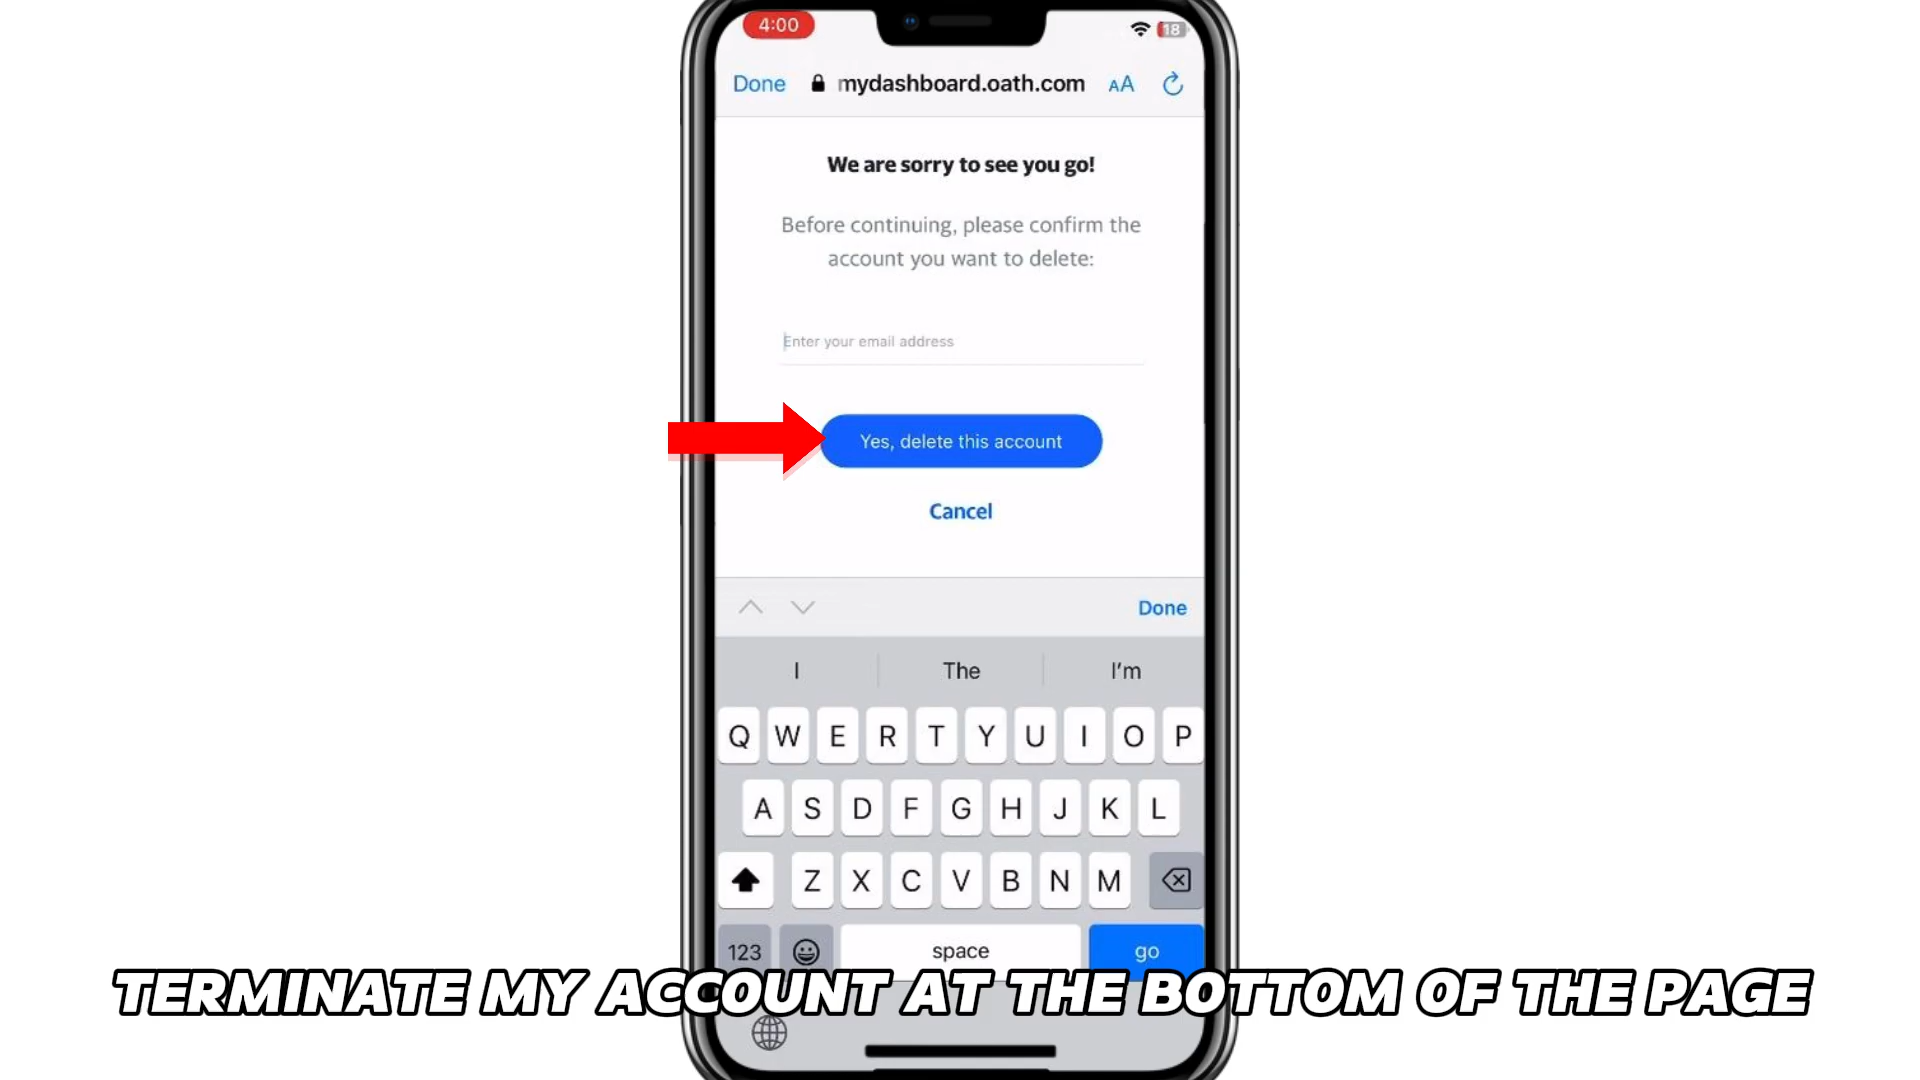 4:00
18
Done mydashboard.oath.com AA
We are sorry to see you go!
Before continuing, please confirm the
account you want to delete:
Enter your email address
Yes, delete this account
Cancel
Done
I The I'm
Q W E R T Y U I O P
A S D F G H J K L
Z X C V B N M
123 space go
TERMINATE MY ACCOUNT AT THE BOTTOM OF THE PAGE